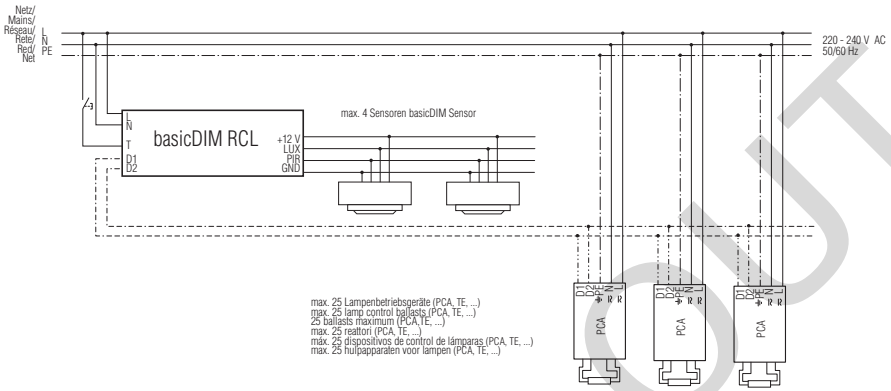 Netz/
Mains/
Réseau/ L
Rete/ N
Red/ PE
Net
220 - 240 V AC
50/60 Hz
max. 4 Sensoren basicDIM Sensor
L
N
basicDIM RCL
T
D1
D2
+12 V
LUX
PIR
GND
D1 D2 PE N L
PCA
D1 D2 PE N L
PCA
D1 D2 PE N L
PCA
max. 25 Lampenbetriebsgeräte (PCA, TE, ...)
max. 25 lamp control ballasts (PCA, TE, ...)
25 ballasts maximum (PCA,TE, ...)
max. 25 reattori (PCA, TE, ...)
máx. 25 dispositivos de control de lámparas (PCA, TE, ...)
max. 25 hulpapparaten voor lampen (PCA, TE, ...)
OUT